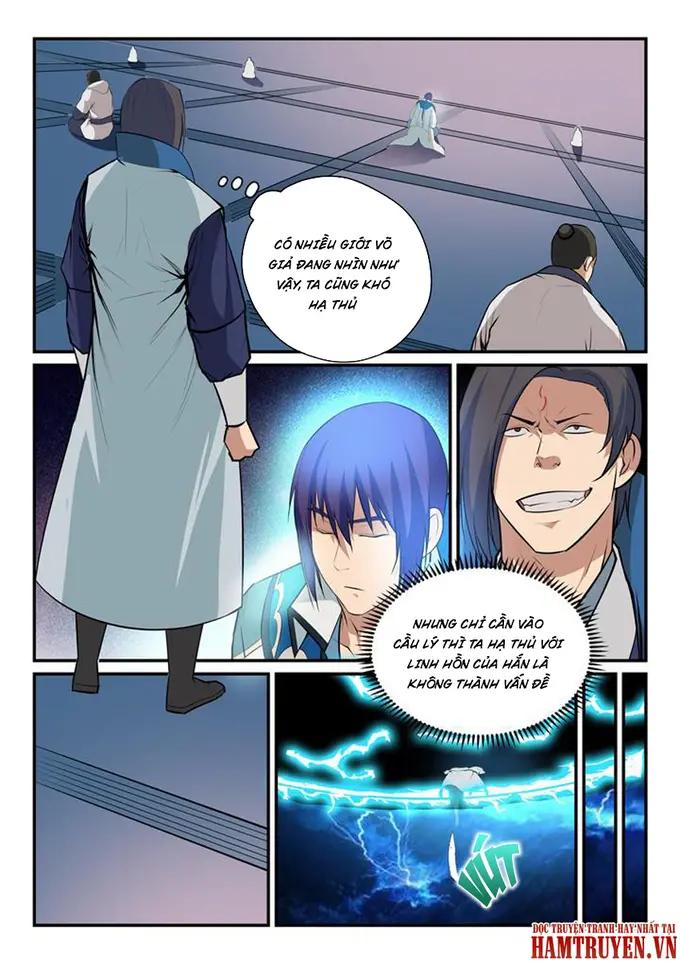 CÓ NHIỀU GIỚI VÕ
GIẢ ĐANG NHÌN NHƯ
VẬY, TA CŨNG KHÓ
HẠ THỦ
NHƯNG CHỈ CẦN VÀO
CẦU LÝ THÌ TA HẠ THỦ VỚI
LINH HỒN CỦA HẮN LÀ
KHÔNG THÀNH VẤN ĐỀ
VÚT
ĐỌC TRUYỆN TRANH HAY NHẤT TẠI
HAMTRUYEN.VN